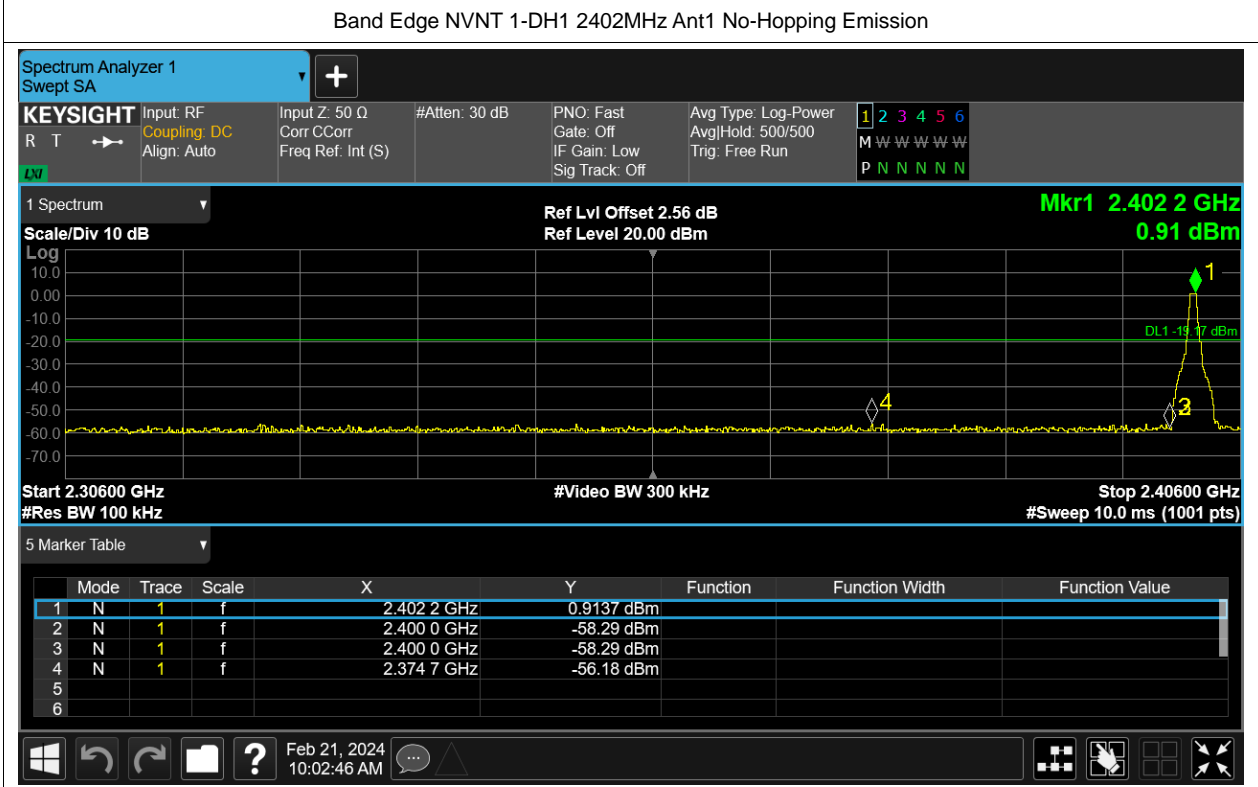 Band Edge NVNT 1-DH1 2402MHz Ant1 No-Hopping Emission
Spectrum Analyzer 1
Swept SA
KEYSIGHT
R T
LXI
Input: RF
Coupling: DC
Align: Auto
Input Z: 50 Ω
Corr CCorr
Freq Ref: Int (S)
#Atten: 30 dB
PNO: Fast
Gate: Off
IF Gain: Low
Sig Track: Off
Avg Type: Log-Power
Avg|Hold: 500/500
Trig: Free Run
1 2 3 4 5 6
M W W W W W
P N N N N N
1 Spectrum
Scale/Div 10 dB
Ref Lvl Offset 2.56 dB
Ref Level 20.00 dBm
Mkr1 2.402 2 GHz
0.91 dBm
Log
10.0
0.00
-10.0
-20.0
-30.0
-40.0
-50.0
-60.0
-70.0
1
DL1 -19.17 dBm
4
3
Start 2.30600 GHz
#Res BW 100 kHz
#Video BW 300 kHz
Stop 2.40600 GHz
#Sweep 10.0 ms (1001 pts)
5 Marker Table
Mode Trace Scale X Y Function Function Width Function Value
1 N 1 f 2.402 2 GHz 0.9137 dBm
2 N 1 f 2.400 0 GHz -58.29 dBm
3 N 1 f 2.400 0 GHz -58.29 dBm
4 N 1 f 2.374 7 GHz -56.18 dBm
5
6
?
Feb 21, 2024
10:02:46 AM